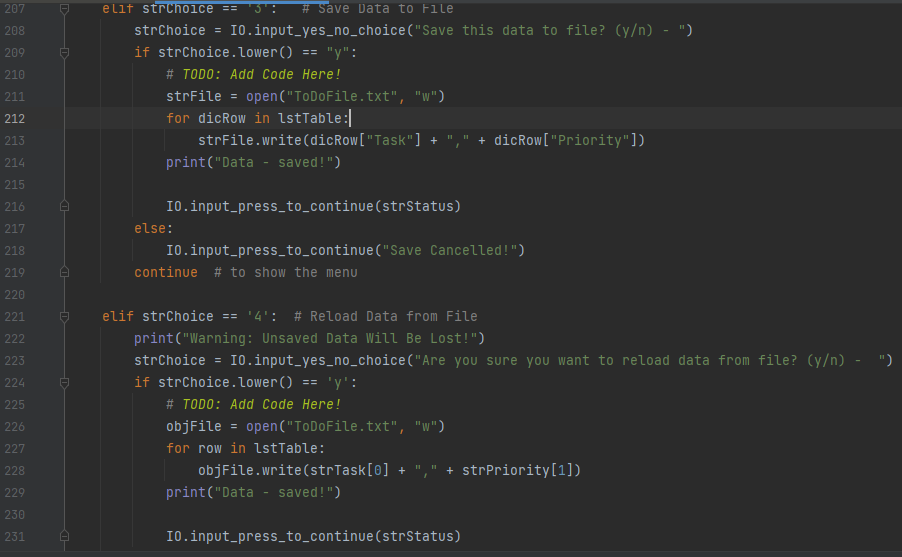 207 elif strChoice == '3':  # Save Data to File
208     strChoice = IO.input_yes_no_choice("Save this data to file? (y/n) - ")
209     if strChoice.lower() == "y":
210         # TODO: Add Code Here!
211         strFile = open("ToDoFile.txt", "w")
212         for dicRow in lstTable:
213             strFile.write(dicRow["Task"] + "," + dicRow["Priority"])
214         print("Data - saved!")
215
216         IO.input_press_to_continue(strStatus)
217     else:
218         IO.input_press_to_continue("Save Cancelled!")
219     continue  # to show the menu
220
221 elif strChoice == '4':  # Reload Data from File
222     print("Warning: Unsaved Data Will Be Lost!")
223     strChoice = IO.input_yes_no_choice("Are you sure you want to reload data from file? (y/n) -  ")
224     if strChoice.lower() == 'y':
225         # TODO: Add Code Here!
226         objFile = open("ToDoFile.txt", "w")
227         for row in lstTable:
228             objFile.write(strTask[0] + "," + strPriority[1])
229         print("Data - saved!")
230
231         IO.input_press_to_continue(strStatus)